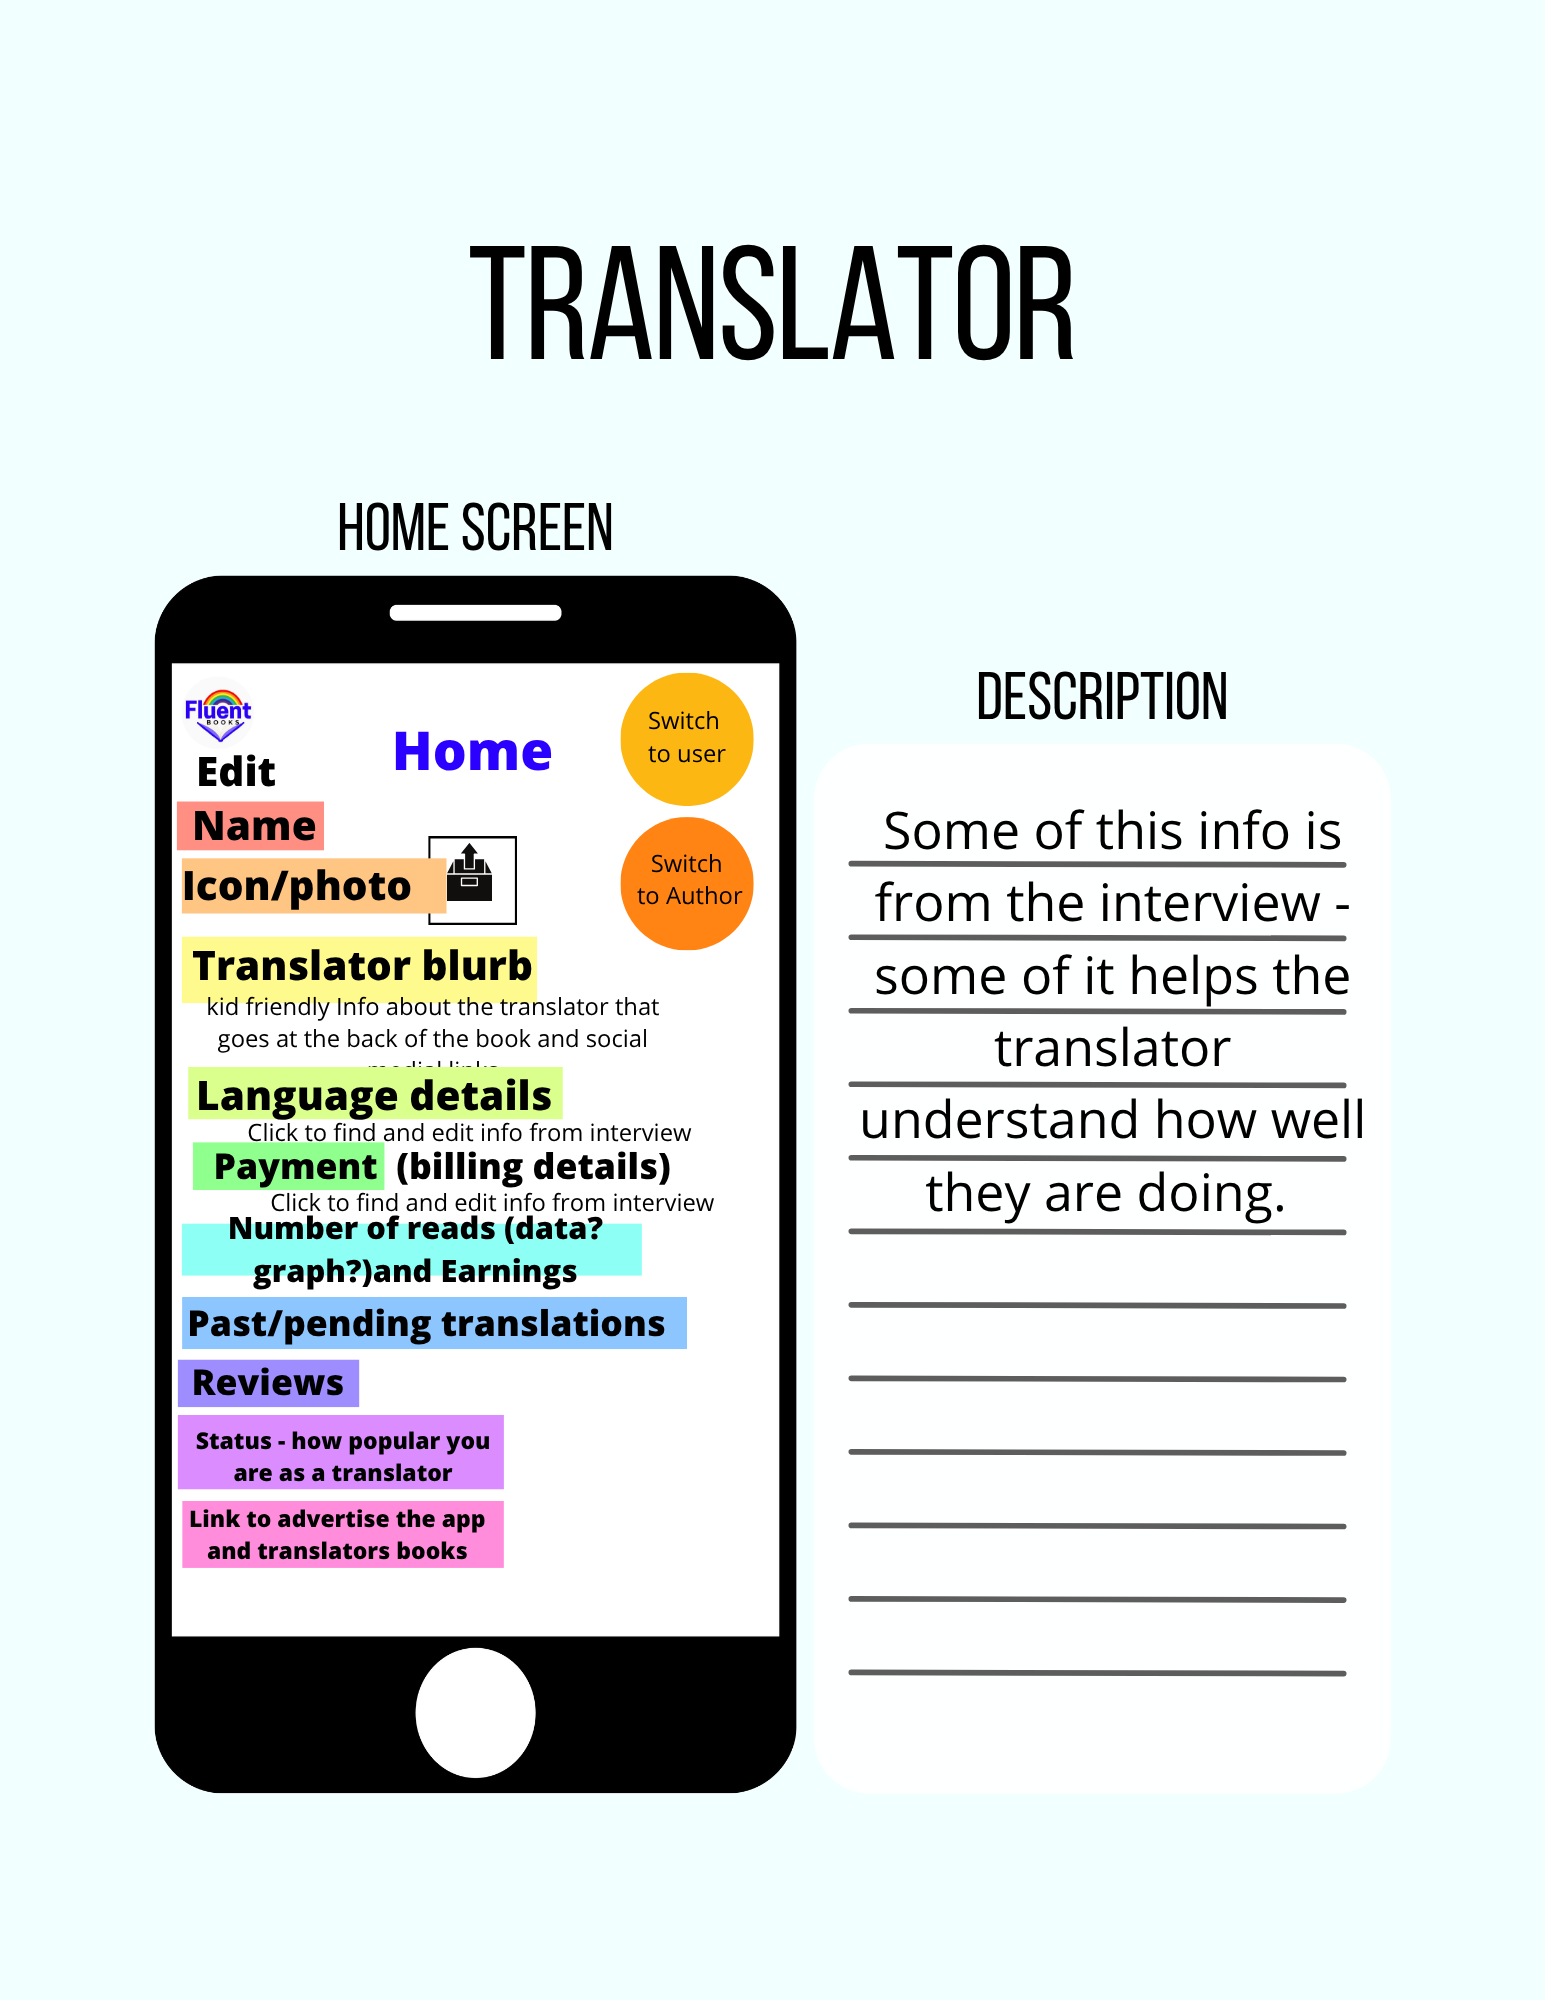 TRANSLATOR
HOME SCREEN
Fluent
BOOKS
Edit
Home
Switch
to user
Name
Icon/photo
Switch
to Author
Translator blurb
kid friendly Info about the translator that
goes at the back of the book and social
Language details
Click to find and edit info from interview
Payment (billing details)
Click to find and edit info from interview
Number of reads (data?
graph?)and Earnings
Past/pending translations
Reviews
Status - how popular you
are as a translator
Link to advertise the app
and translators books
DESCRIPTION
Some of this info is
from the interview -
some of it helps the
translator
understand how well
they are doing.